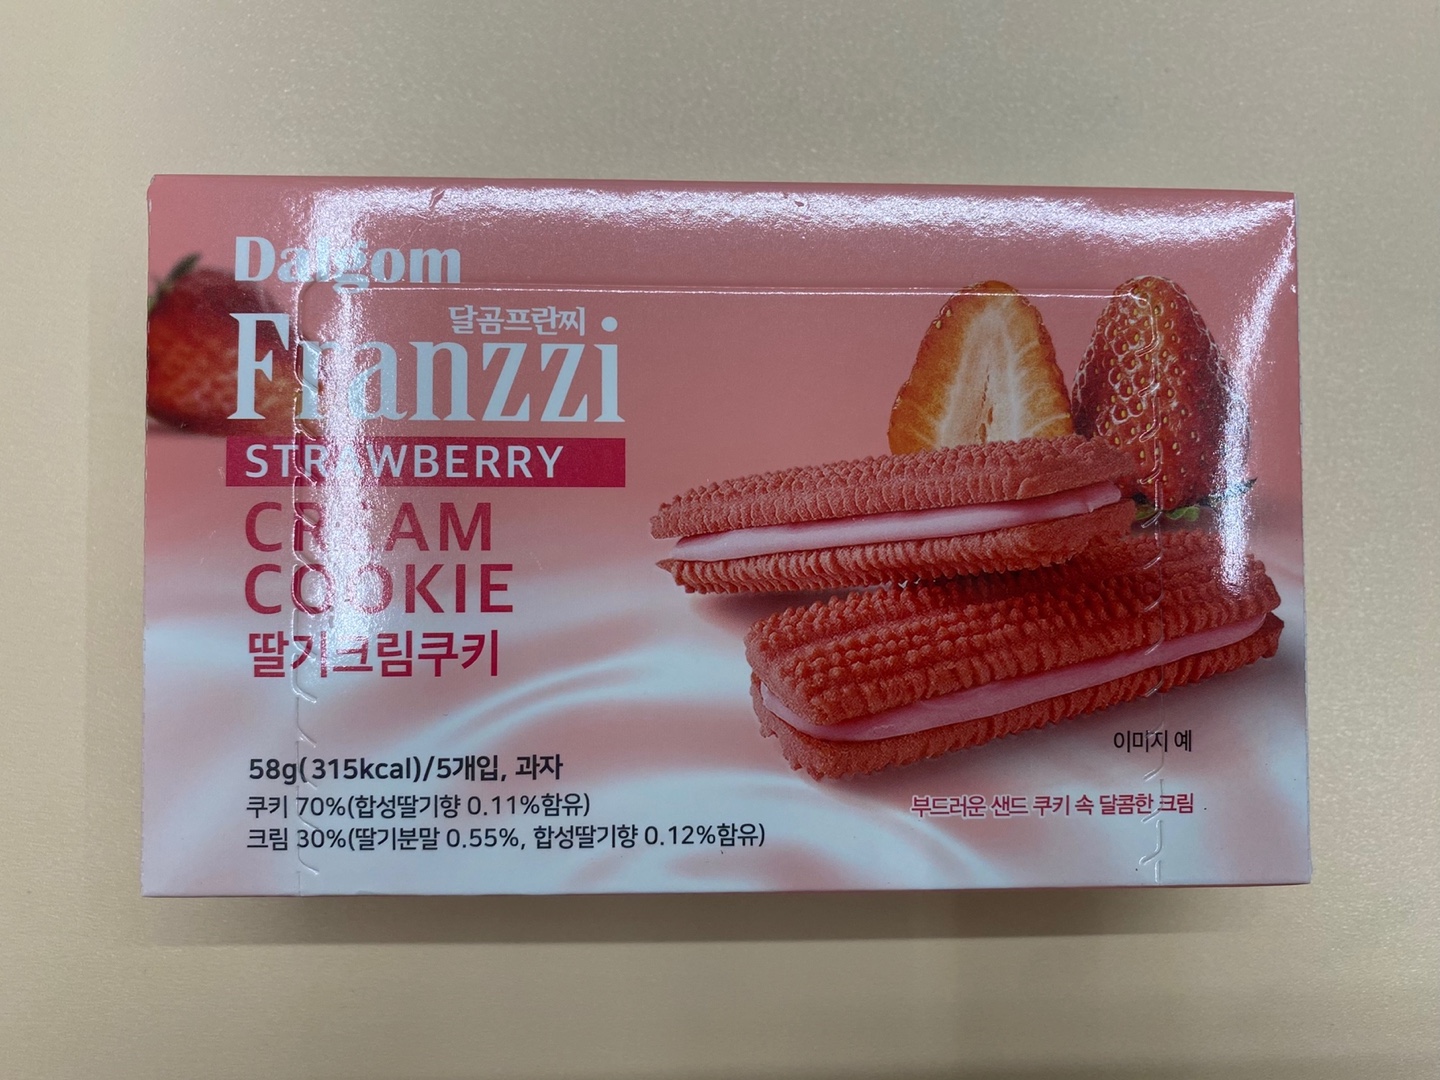 Dalgom
달곰프란찌
Franzzi
STRAWBERRY
CREAM
COOKIE
딸기크림쿠키
58g(315kcal)/5개입, 과자
쿠키 70%(합성딸기향 0.11%함유)
크림 30%(딸기분말 0.55%, 합성딸기향 0.12%함유)
이미지 예
부드러운 샌드 쿠키 속 달콤한 크림